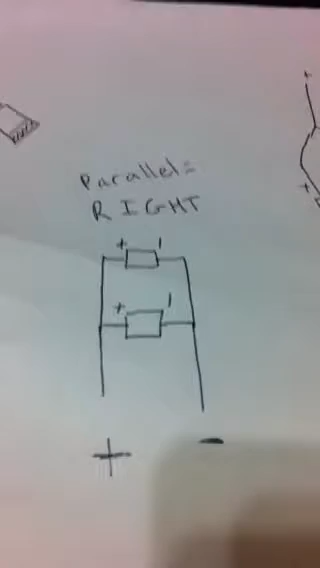 Parallel=
RIGHT
+ -
+ -
+ -